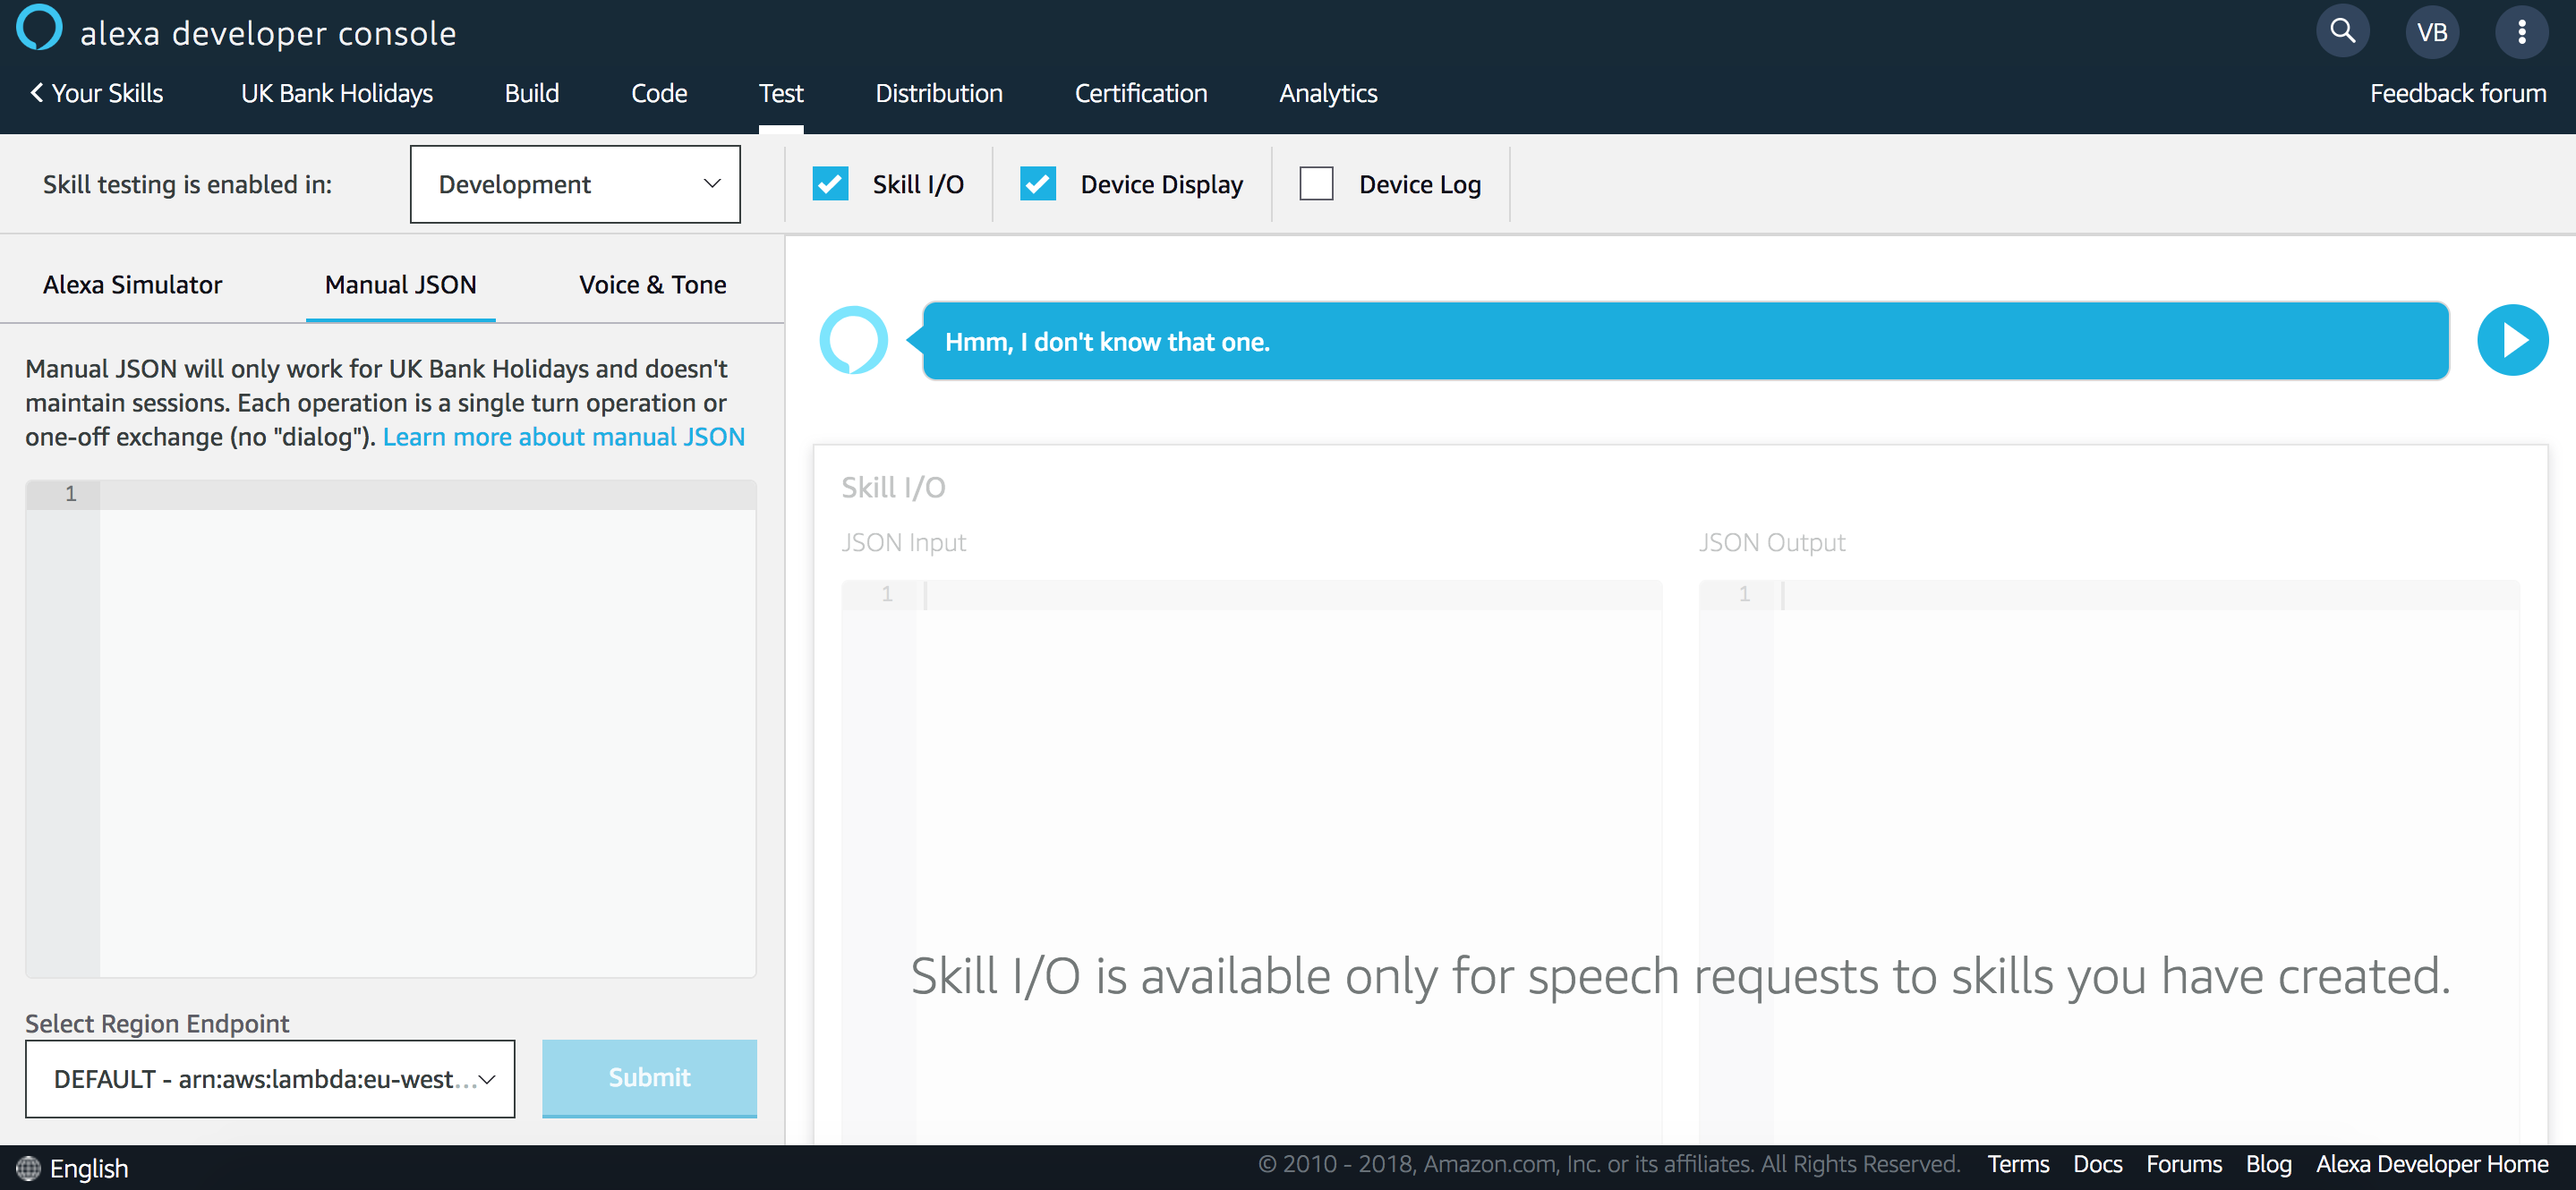 alexa developer console
VB
Your Skills
UK Bank Holidays
Build
Code
Test
Distribution
Certification
Analytics
Feedback forum
Skill testing is enabled in:
Development
Skill I/O
Device Display
Device Log
Alexa Simulator
Manual JSON
Voice & Tone
Manual JSON will only work for UK Bank Holidays and doesn't
maintain sessions. Each operation is a single turn operation or
one-off exchange (no "dialog"). Learn more about manual JSON
1
Select Region Endpoint
DEFAULT - arn:aws:lambda:eu-west...
Submit
Hmm, I don't know that one.
Skill I/O
JSON Input
JSON Output
1
1
Skill I/O is available only for speech requests to skills you have created.
English
© 2010 - 2018, Amazon.com, Inc. or its affiliates. All Rights Reserved.
Terms
Docs
Forums
Blog
Alexa Developer Home